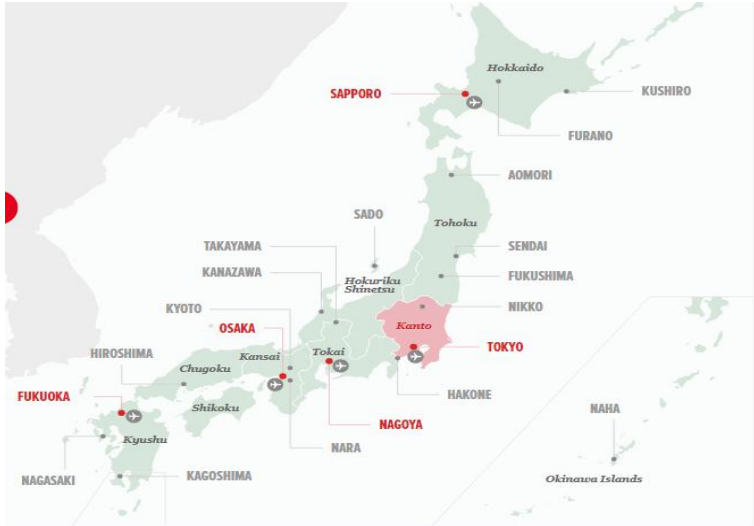 Hokkaido
SAPPORO
KUSHIRO
FURANO
AOMORI
SADO
Tohoku
TAKAYAMA
SENDAI
KANAZAWA
Hokuriku
Shinetsu
FUKUSHIMA
KYOTO
NIKKO
OSAKA
Kanto
HIROSHIMA
Kansai
Tokai
TOKYO
Chugoku
FUKUOKA
Shikoku
HAKONE
NAGOYA
NAHA
Kyushu
NARA
NAGASAKI
KAGOSHIMA
Okinawa Islands